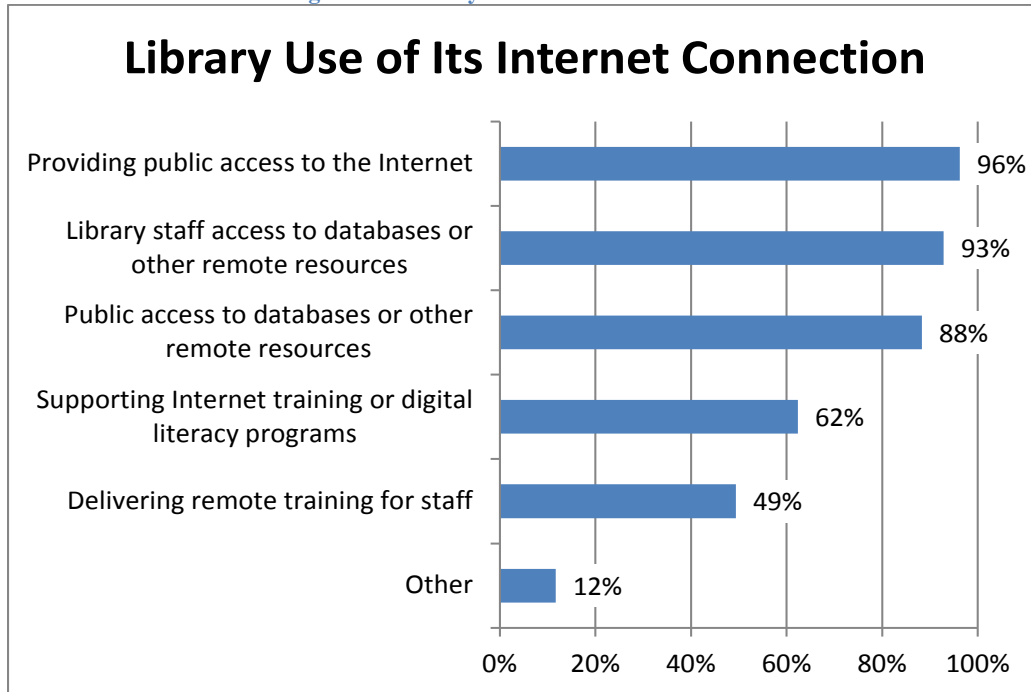 Library Use of Its Internet Connection
Providing public access to the Internet
96%
Library staff access to databases or
other remote resources
93%
Public access to databases or other
remote resources
88%
Supporting Internet training or digital
literacy programs
62%
Delivering remote training for staff
49%
Other
12%
0% 20% 40% 60% 80% 100%